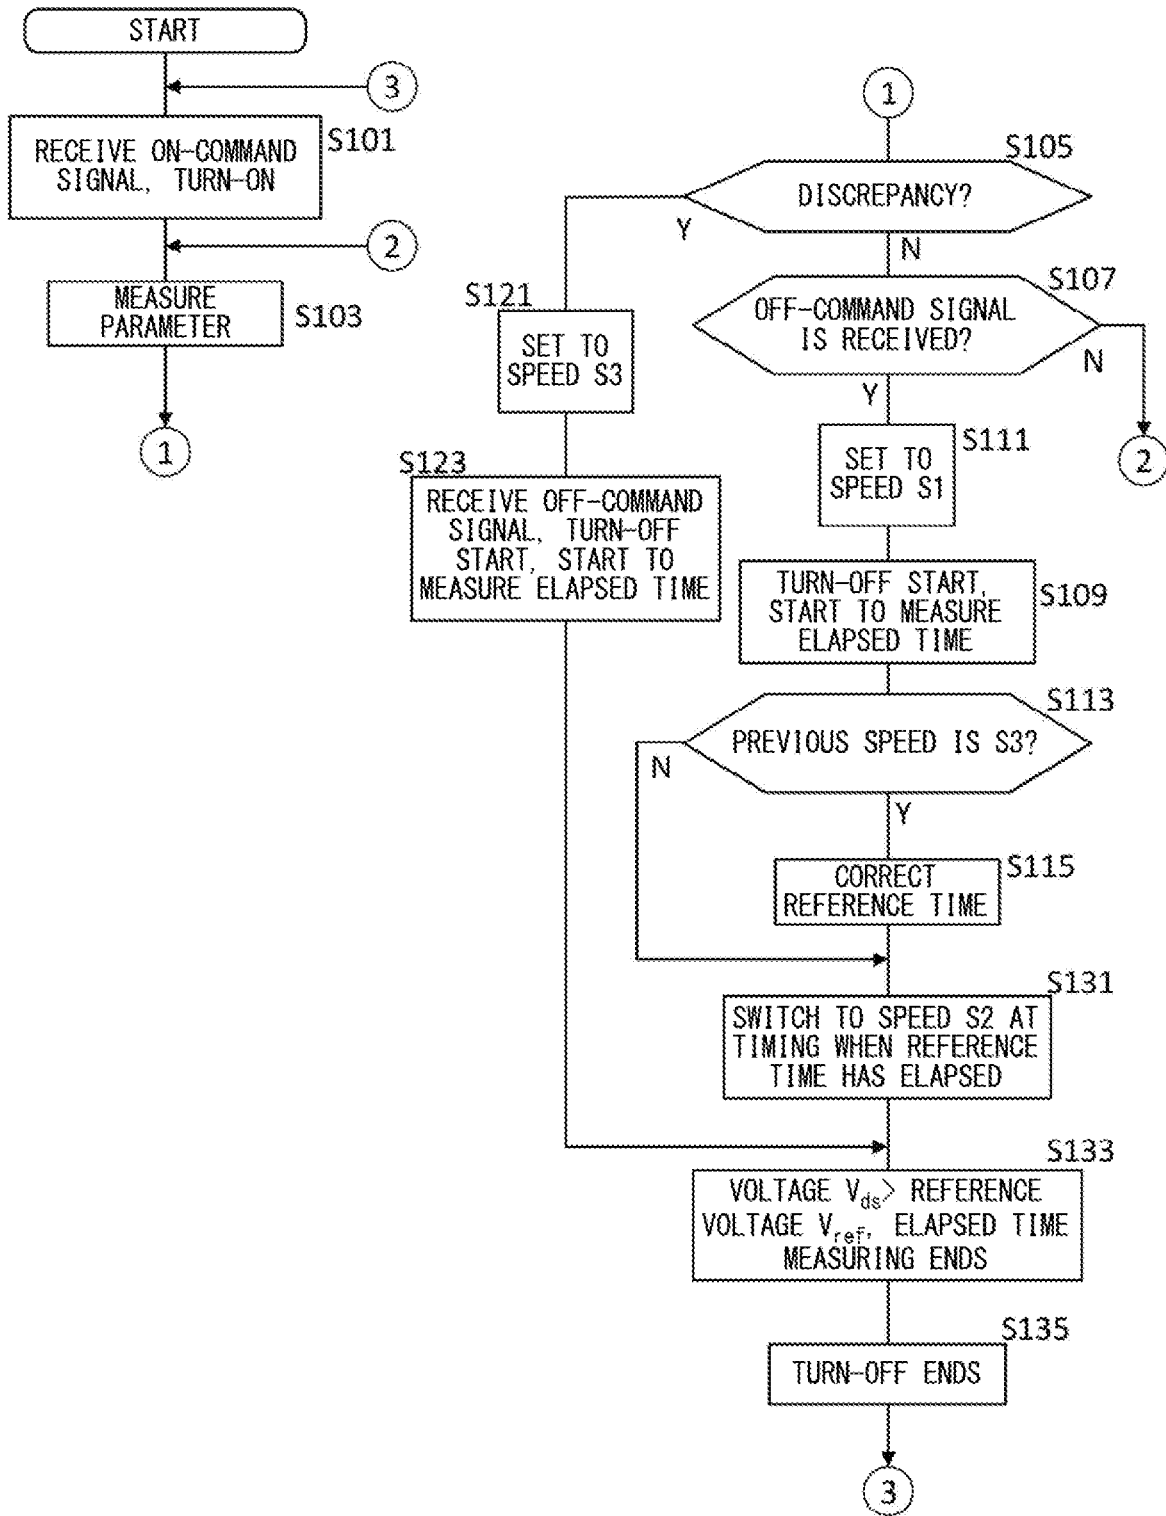 START
3
RECEIVE ON-COMMAND
SIGNAL, TURN-ON
S101
2
MEASURE
PARAMETER
S103
1
1
S105
DISCREPANCY?
Y
N
S107
OFF-COMMAND SIGNAL
IS RECEIVED?
N
Y
2
S121
SET TO
SPEED S3
S123
RECEIVE OFF-COMMAND
SIGNAL, TURN-OFF
START, START TO
MEASURE ELAPSED TIME
S111
SET TO
SPEED S1
S109
TURN-OFF START,
START TO MEASURE
ELAPSED TIME
S113
PREVIOUS SPEED IS S3?
N
Y
S115
CORRECT
REFERENCE TIME
S131
SWITCH TO SPEED S2 AT
TIMING WHEN REFERENCE
TIME HAS ELAPSED
S133
VOLTAGE Vds> REFERENCE
VOLTAGE Vref, ELAPSED TIME
MEASURING ENDS
S135
TURN-OFF ENDS
3